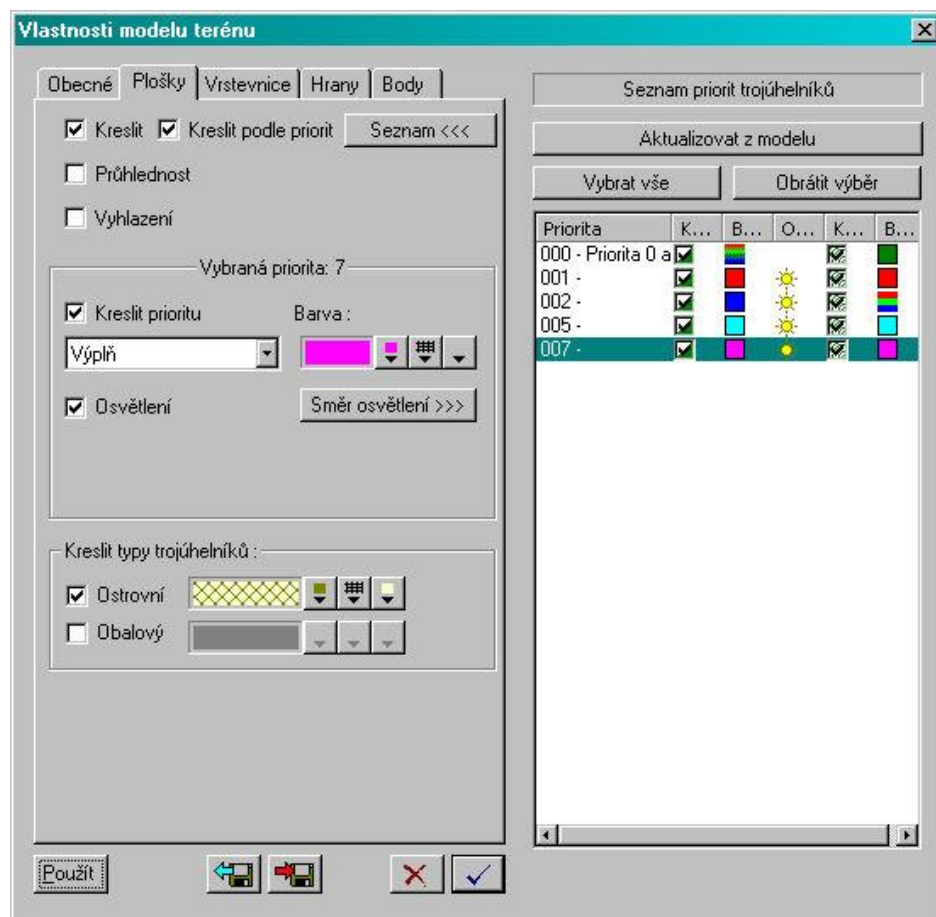 Vlastnosti modelu terénu
Obecné Plošky Vrstevnice Hrany Body
Kreslit Kreslit podle priorit Seznam <<<
Průhlednost
Vyhlazení
Vybraná priorita: 7
Kreslit prioritu Barva :
Výplň
Osvětlení Směr osvětlení >>>
Kreslit typy trojúhelníků :
Ostrovní
Obalový
Použít
Seznam priorit trojúhelníků
Aktualizovat z modelu
Vybrat vše Obrátit výběr
Priorita K... B... O... K... B...
000 - Priorita 0 a
001 -
002 -
005 -
007 -